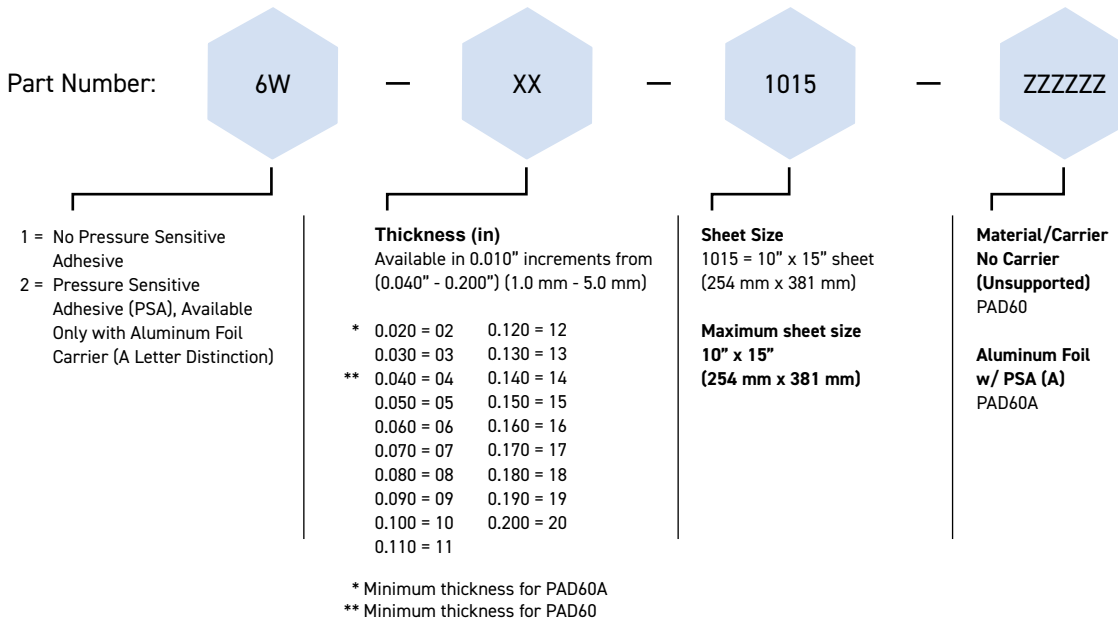 Part Number: 6W — XX — 1015 — ZZZZZZ
1 = No Pressure Sensitive
Adhesive
2 = Pressure Sensitive
Adhesive (PSA), Available
Only with Aluminum Foil
Carrier (A Letter Distinction)
Thickness (in)
Available in 0.010” increments from
(0.040” - 0.200”) (1.0 mm - 5.0 mm)
* 0.020 = 02
0.030 = 03
** 0.040 = 04
0.050 = 05
0.060 = 06
0.070 = 07
0.080 = 08
0.090 = 09
0.100 = 10
0.110 = 11
0.120 = 12
0.130 = 13
0.140 = 14
0.150 = 15
0.160 = 16
0.170 = 17
0.180 = 18
0.190 = 19
0.200 = 20
* Minimum thickness for PAD60A
** Minimum thickness for PAD60
Sheet Size
1015 = 10” x 15” sheet
(254 mm x 381 mm)
Maximum sheet size
10” x 15”
(254 mm x 381 mm)
Material/Carrier
No Carrier
(Unsupported)
PAD60
Aluminum Foil
w/ PSA (A)
PAD60A